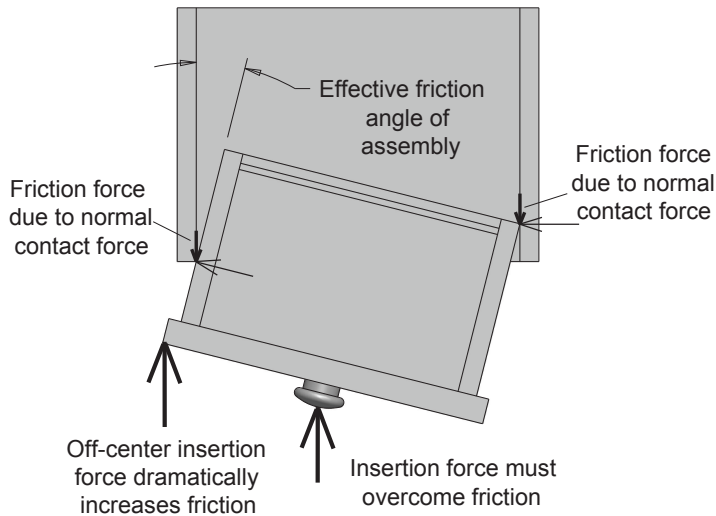 Effective friction
angle of
assembly
Friction force
due to normal
contact force
Friction force
due to normal
contact force
Off-center insertion
force dramatically
increases friction
Insertion force must
overcome friction